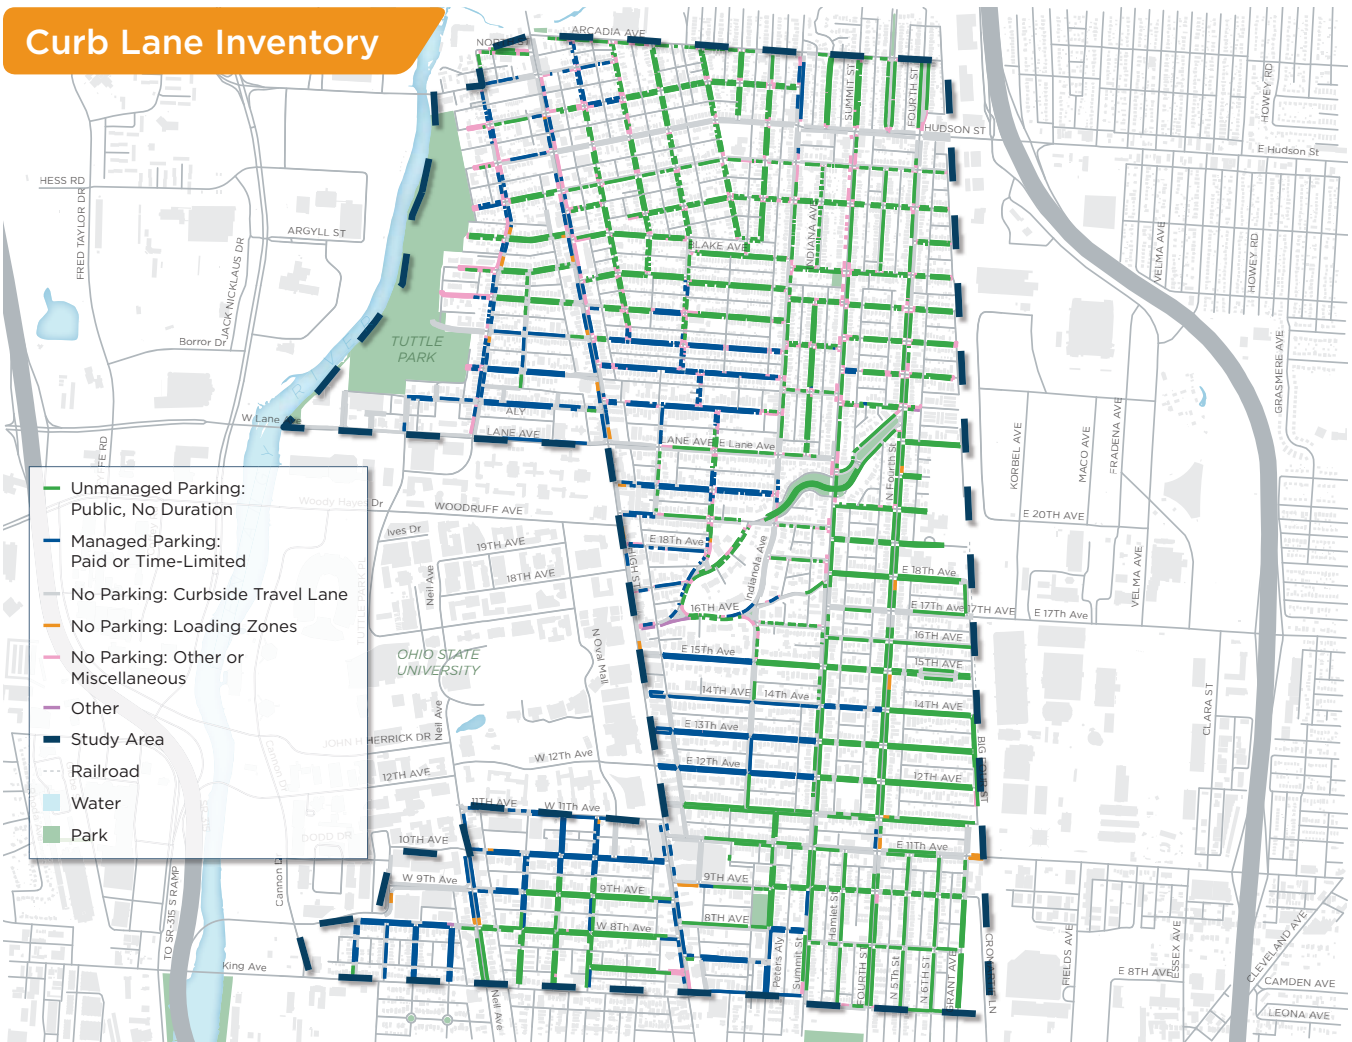 Curb Lane Inventory
ARCADIA AVE
SUMMIT ST
FOURTH ST
HOWEY RD
HUDSON ST
E Hudson St
HESS RD
FRED TAYLOR DR
ARGYLL ST
JACK NICKLAUS DR
INDIANA AVE
BLAKE AVE
VELMA AVE
HOWEY RD
Borror Dr
TUTTLE
PARK
GRASMERE AVE
W Lane Ave
ALY
LANE AVE
LANE AVE
E Lane Ave
KORBEL AVE
MACO AVE
FRADENA AVE
N Fourth St
Unmanaged Parking:
Public, No Duration
Managed Parking:
Paid or Time-Limited
No Parking: Curbside Travel Lane
No Parking: Loading Zones
No Parking: Other or
Miscellaneous
Other
Study Area
Railroad
Water
Park
Woody Hayes Dr
WOODRUFF AVE
Ives Dr
19TH AVE
18TH AVE
Neil Ave
HIGH ST
E 18Th Ave
Indianola Ave
E 20TH AVE
VELMA AVE
E 18Th Ave
16TH AVE
E 17Th Ave
17TH AVE
E 17Th Ave
OHIO STATE
UNIVERSITY
N Oval Mall
E 15Th Ave
16TH AVE
15TH AVE
14TH AVE
14Th Ave
14TH AVE
CLARA ST
Neil Ave
JOHN H HERRICK DR
E 13Th Ave
W 12Th Ave
12TH AVE
E 12Th Ave
12TH AVE
11TH AVE
W 11Th Ave
DODD DR
10TH AVE
E 11Th Ave
W 9Th Ave
9TH AVE
9TH AVE
Cannon Dr
TO SR-315 S RAMP
W 8Th Ave
8TH AVE
Hamlet St
Peters Aly
Summit St
FOURTH ST
N 5Th St
N 6TH ST
GRANT AVE
King Ave
Neil Ave
FIELDS AVE
E 8TH AVE
ESSEX AVE
CLEVELAND AVE
CAMDEN AVE
LEONA AVE